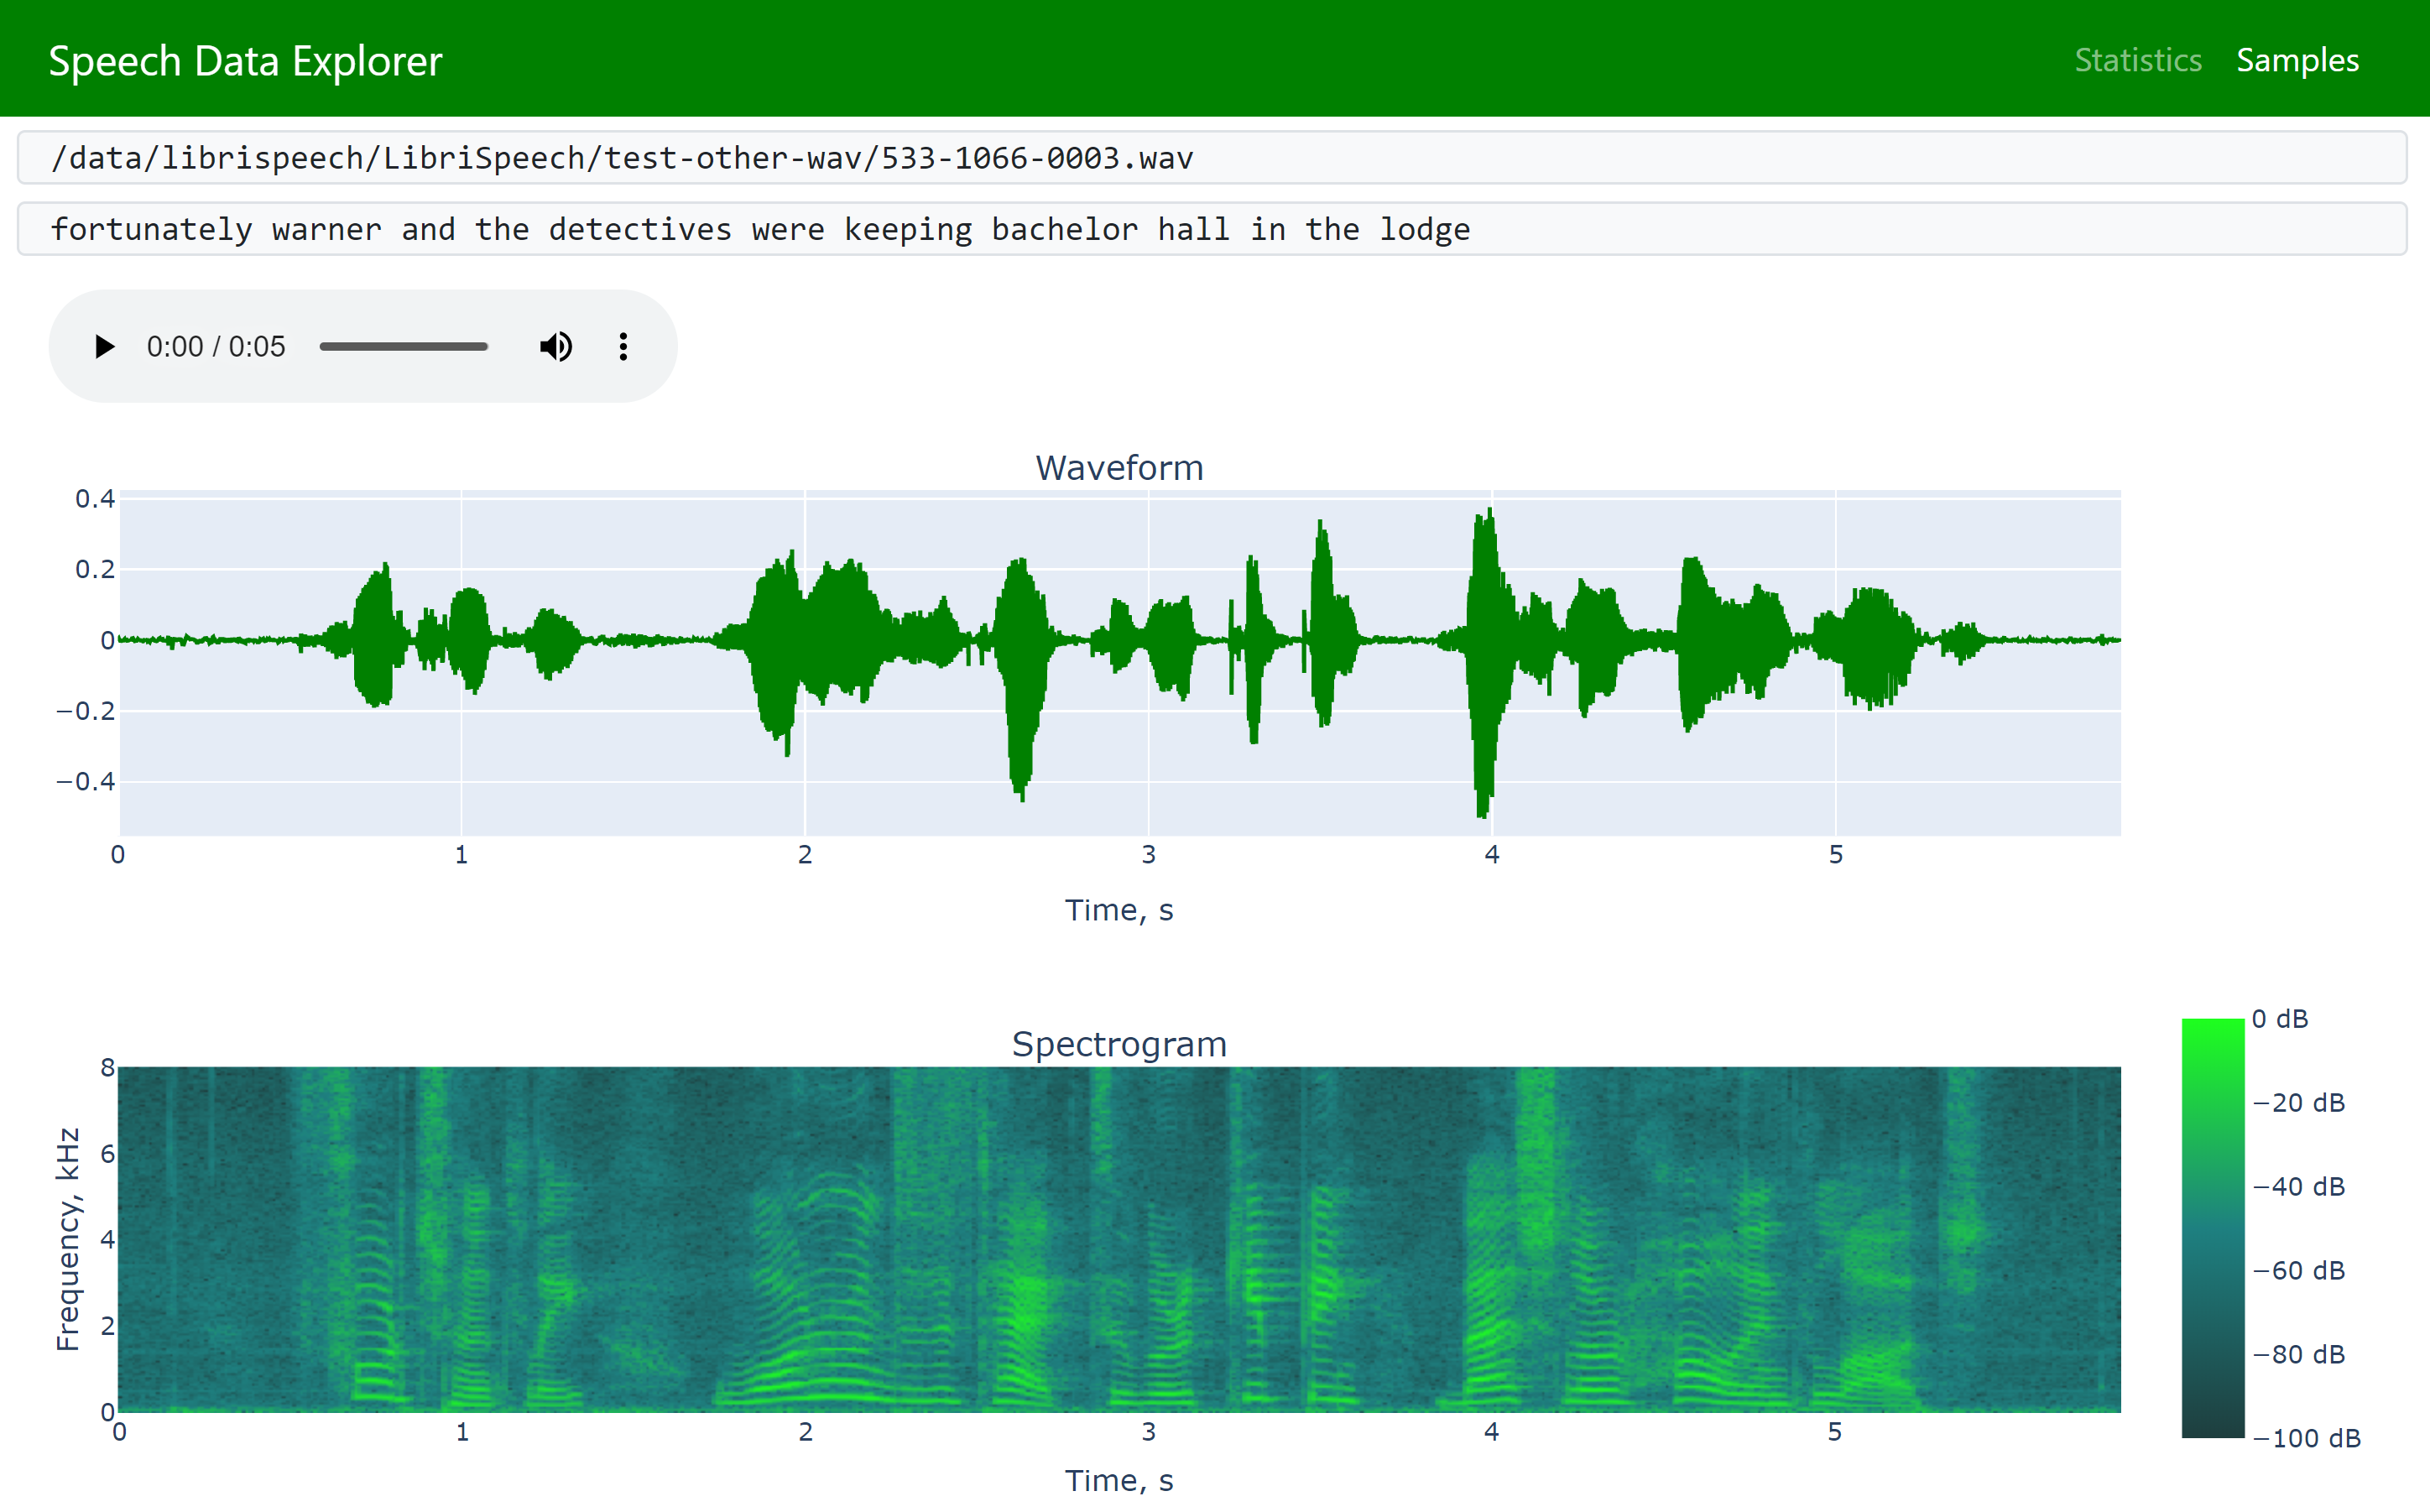 Speech Data Explorer
Statistics Samples
/data/librispeech/LibriSpeech/test-other-wav/533-1066-0003.wav
fortunately warner and the detectives were keeping bachelor hall in the lodge
0:00 / 0:05
Waveform
0.4
0.2
0
−0.2
−0.4
0 1 2 3 4 5
Time, s
Spectrogram
8
6
4
2
0
Frequency, kHz
0 1 2 3 4 5
Time, s
0 dB
−20 dB
−40 dB
−60 dB
−80 dB
−100 dB